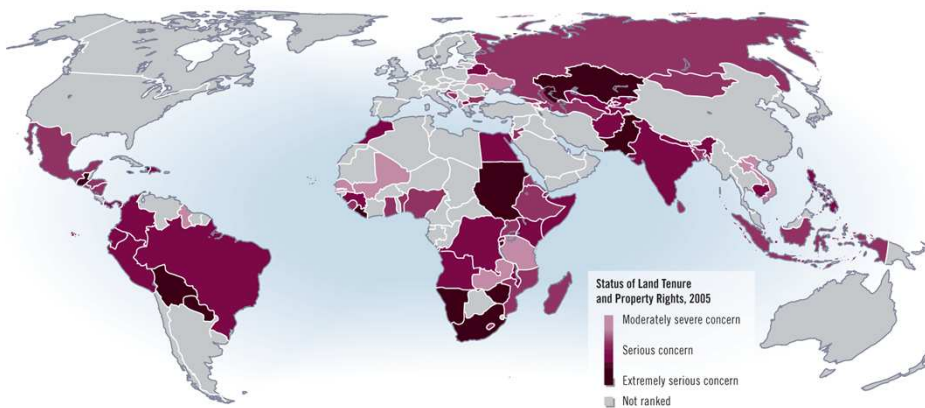 Status of Land Tenure
and Property Rights, 2005
Moderately severe concern
Serious concern
Extremely serious concern
Not ranked